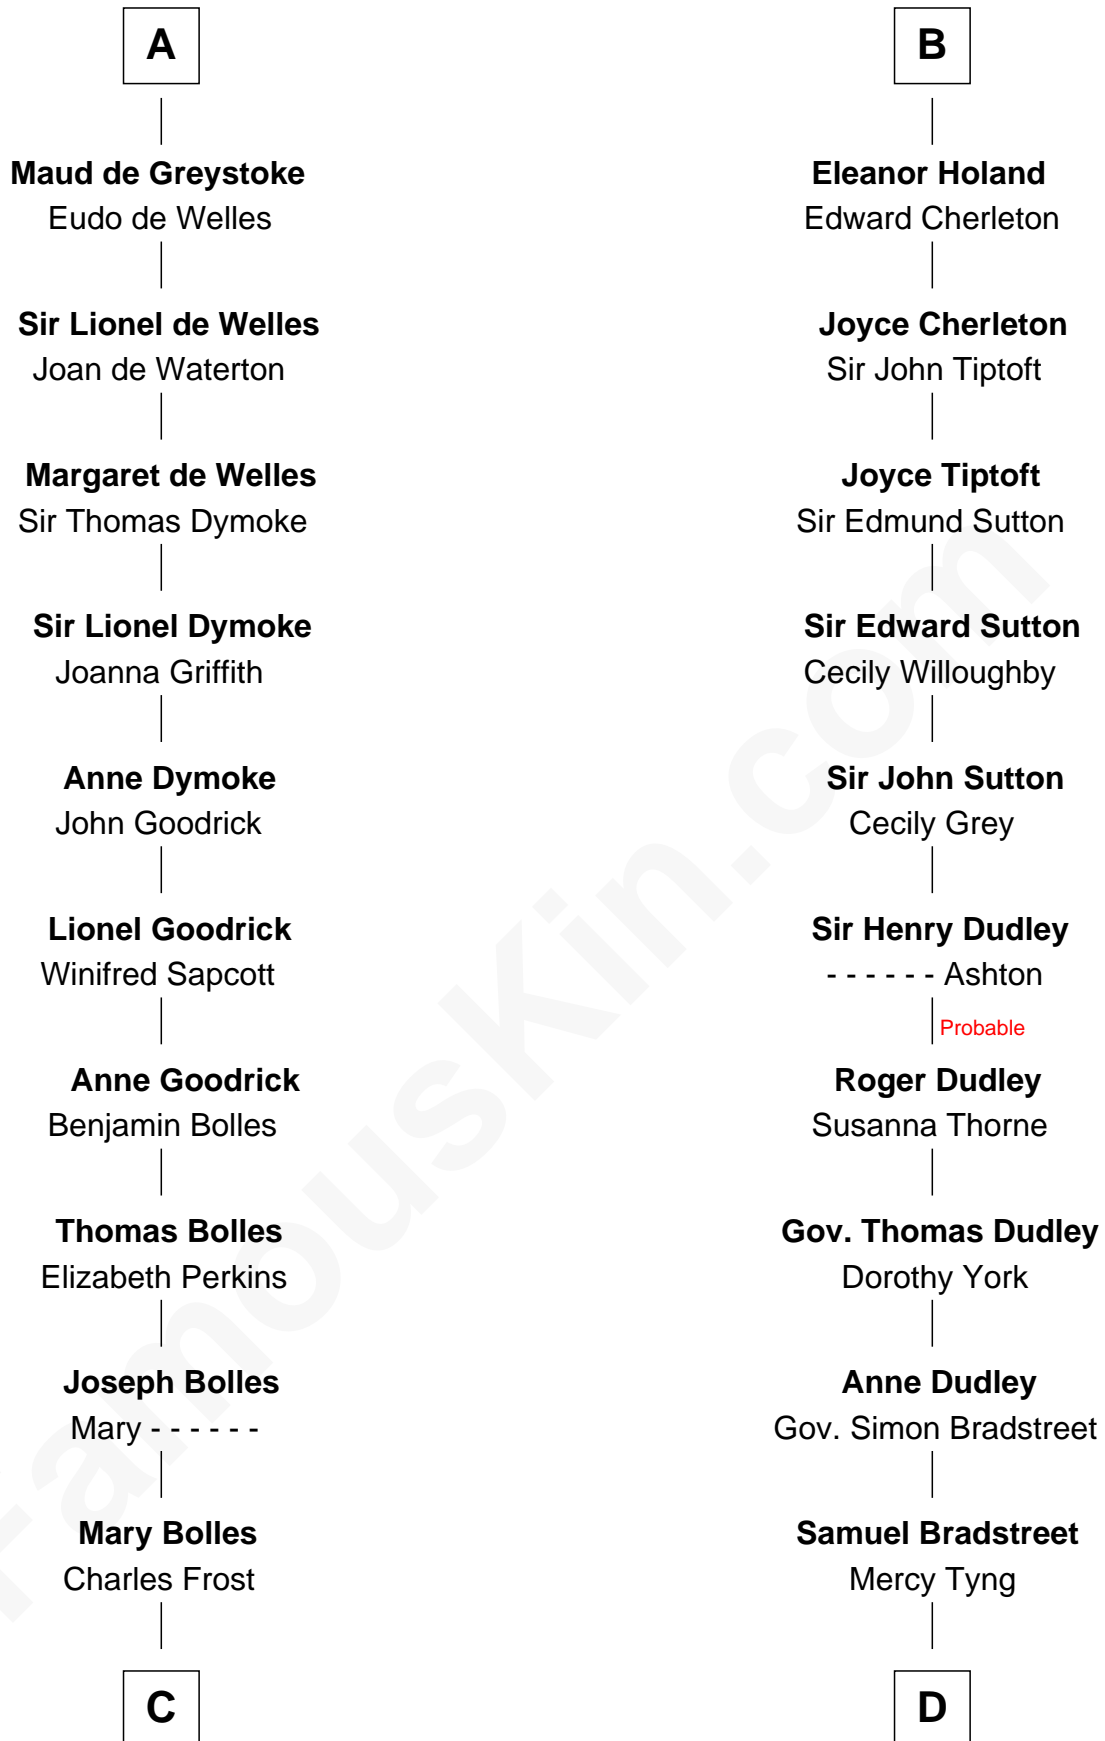 A
Maud de Greystoke
Eudo de Welles
Sir Lionel de Welles
Joan de Waterton
Margaret de Welles
Sir Thomas Dymoke
Sir Lionel Dymoke
Joanna Griffith
Anne Dymoke
John Goodrick
Lionel Goodrick
Winifred Sapcott
Anne Goodrick
Benjamin Bolles
Thomas Bolles
Elizabeth Perkins
Joseph Bolles
Mary - - - - - -
Mary Bolles
Charles Frost
C
B
Eleanor Holand
Edward Cherleton
Joyce Cherleton
Sir John Tiptoft
Joyce Tiptoft
Sir Edmund Sutton
Sir Edward Sutton
Cecily Willoughby
Sir John Sutton
Cecily Grey
Sir Henry Dudley
- - - - - - Ashton
Probable
Roger Dudley
Susanna Thorne
Gov. Thomas Dudley
Dorothy York
Anne Dudley
Gov. Simon Bradstreet
Samuel Bradstreet
Mercy Tyng
D
FamousKin.com